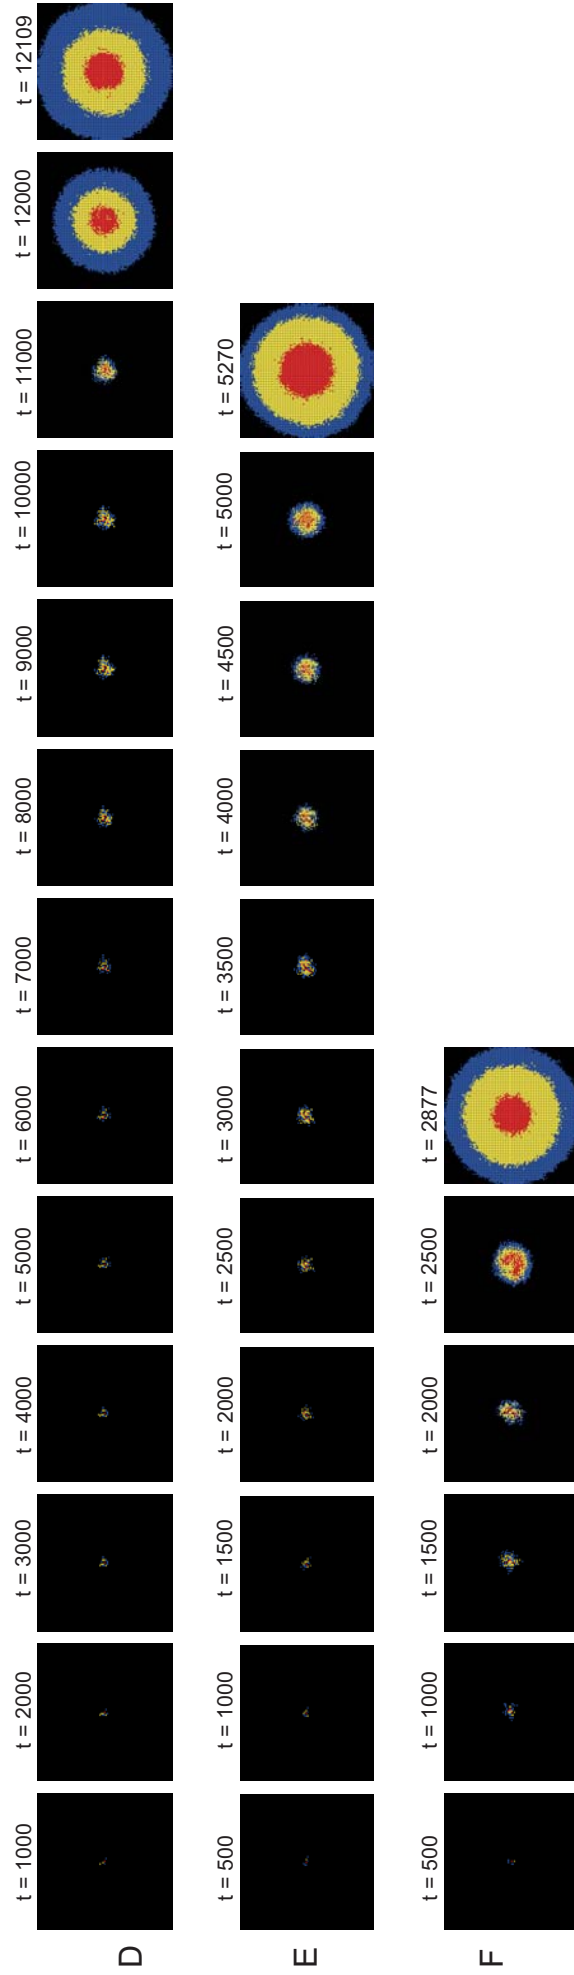 D
t = 1000
t = 2000
t = 3000
t = 4000
t = 5000
t = 6000
t = 7000
t = 8000
t = 9000
t = 10000
t = 11000
t = 12000
t = 12109
E
t = 500
t = 1000
t = 1500
t = 2000
t = 2500
t = 3000
t = 3500
t = 4000
t = 4500
t = 5000
t = 5270
F
t = 500
t = 1000
t = 1500
t = 2000
t = 2500
t = 2877